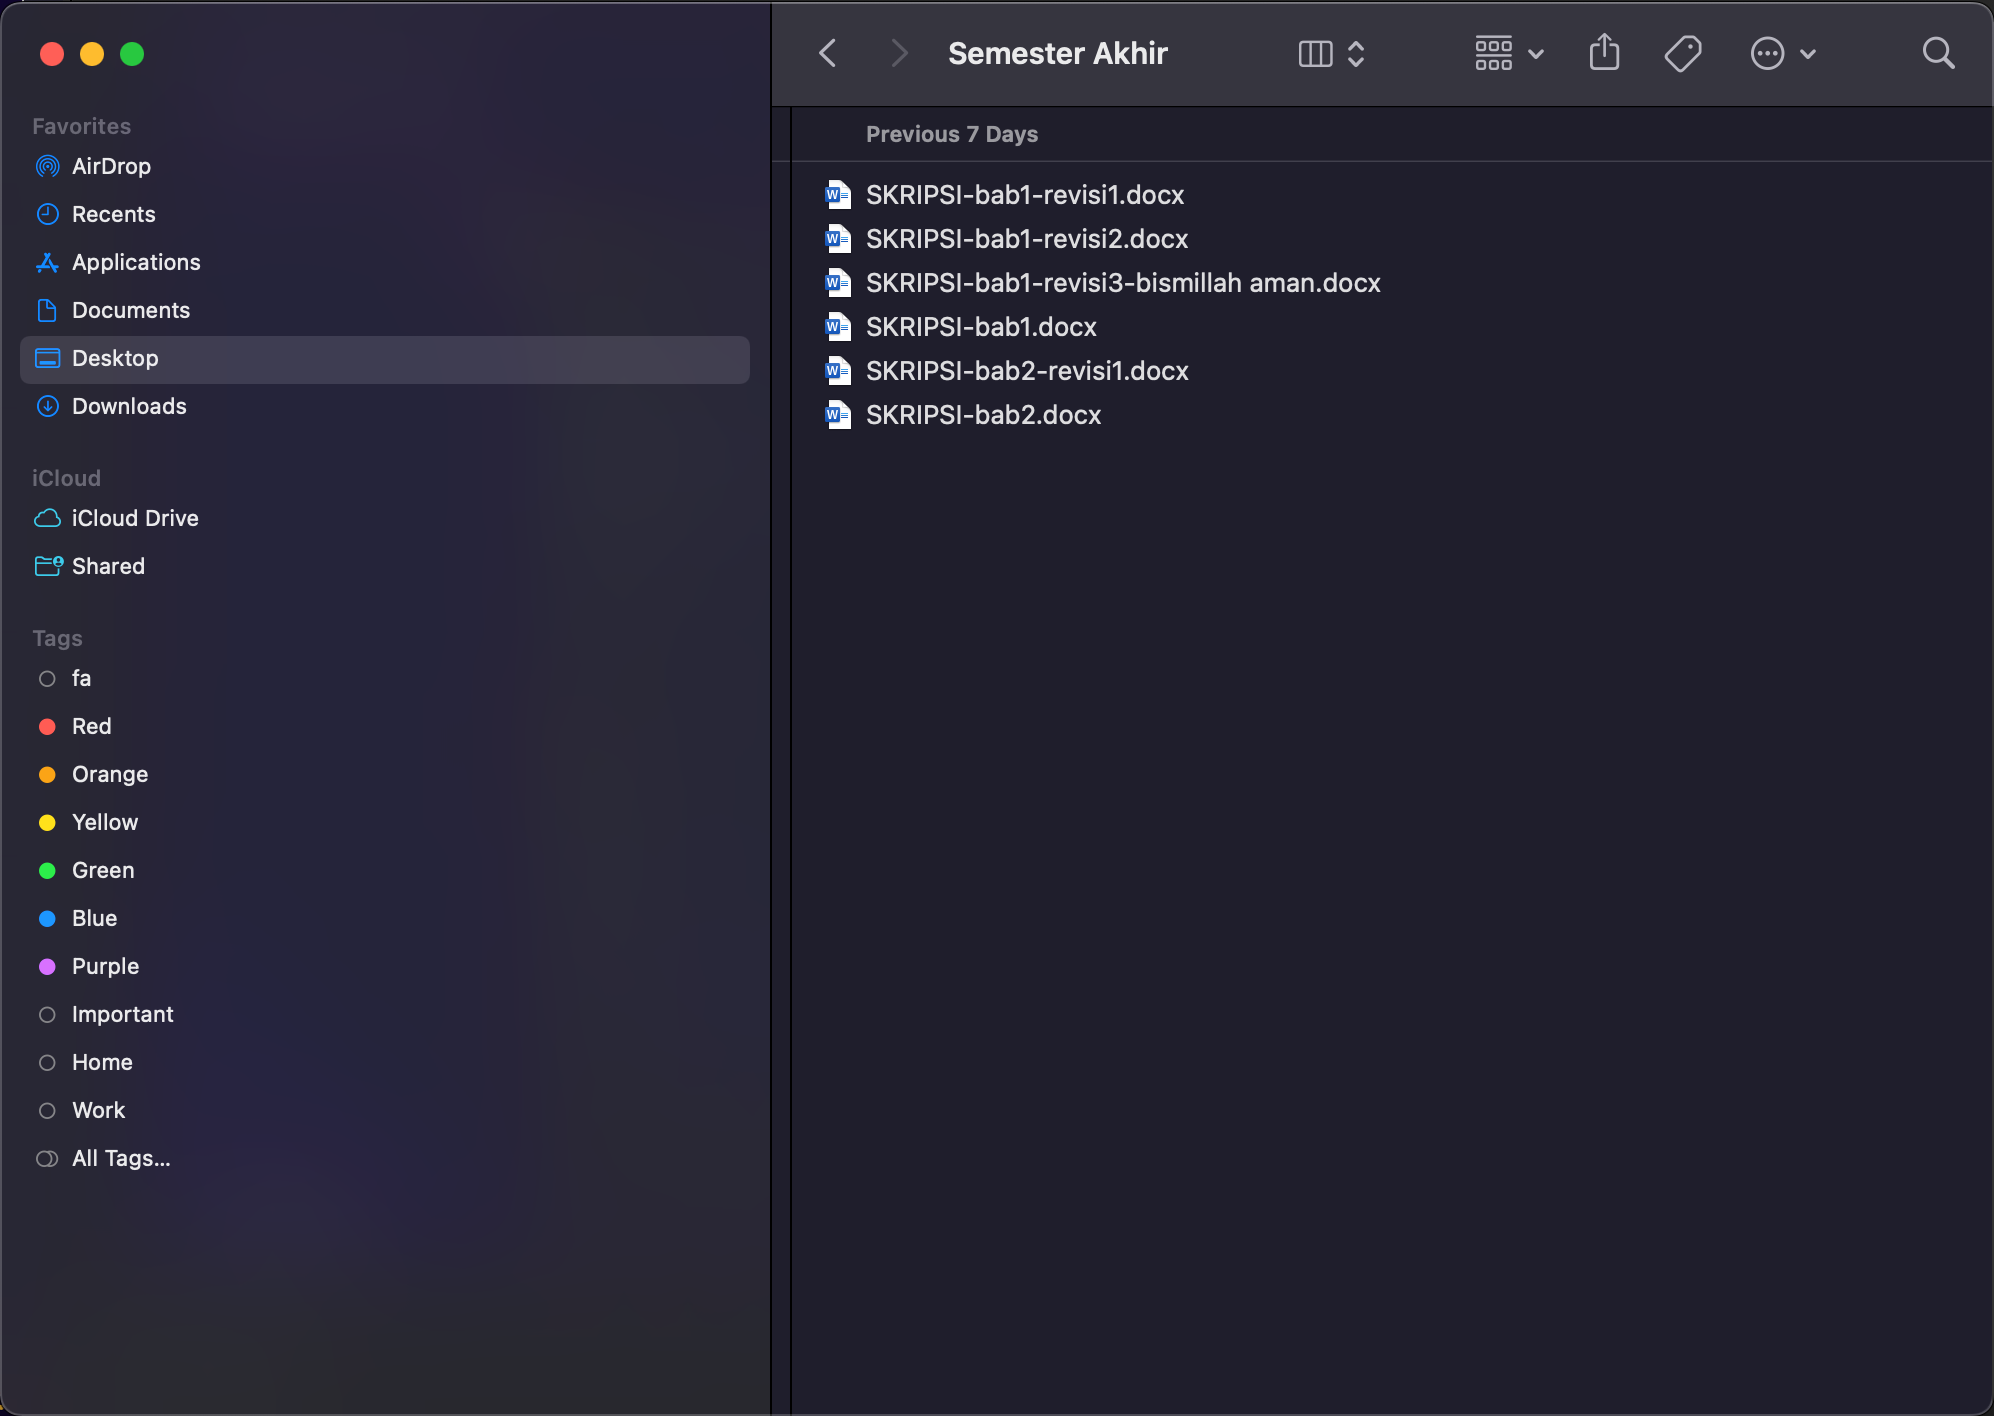 Semester Akhir
Favorites
AirDrop
Recents
Applications
Documents
Desktop
Downloads
iCloud
iCloud Drive
Shared
Tags
fa
Red
Orange
Yellow
Green
Blue
Purple
Important
Home
Work
All Tags...
Previous 7 Days
SKRIPSI-bab1-revisi1.docx
SKRIPSI-bab1-revisi2.docx
SKRIPSI-bab1-revisi3-bismillah aman.docx
SKRIPSI-bab1.docx
SKRIPSI-bab2-revisi1.docx
SKRIPSI-bab2.docx